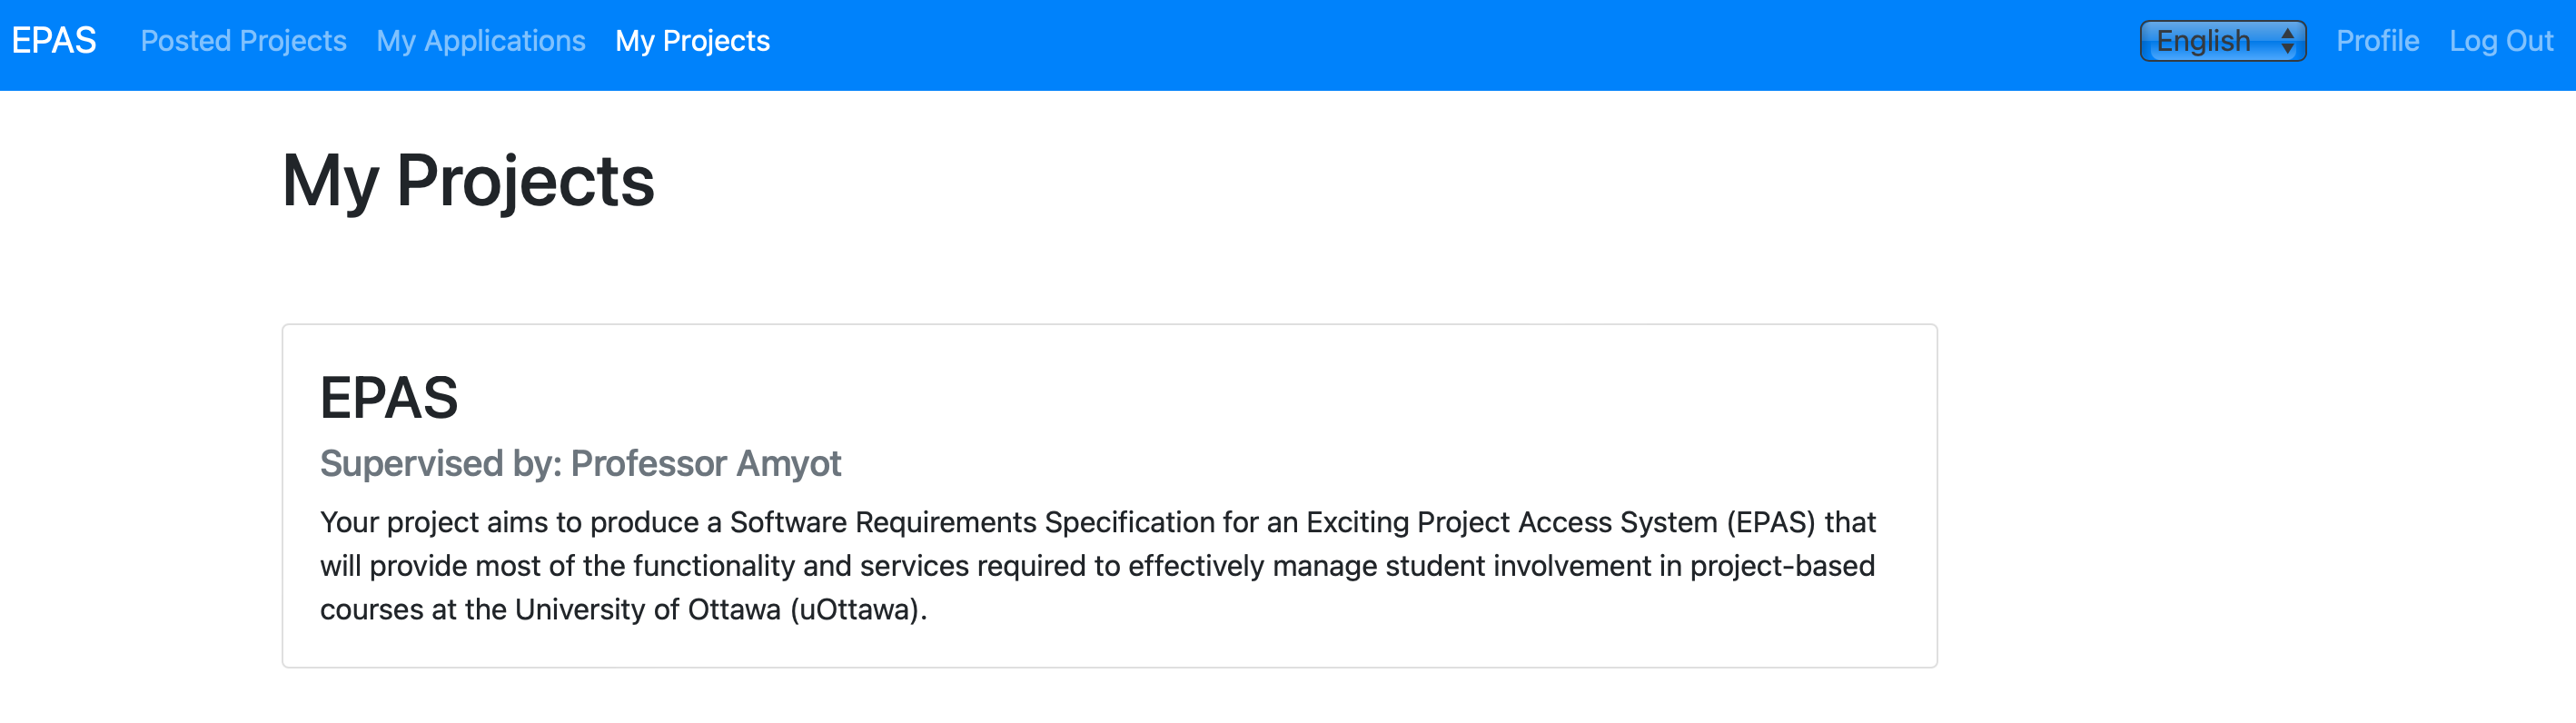 EPAS Posted Projects My Applications My Projects English Profile Log Out
My Projects
EPAS
Supervised by: Professor Amyot
Your project aims to produce a Software Requirements Specification for an Exciting Project Access System (EPAS) that
will provide most of the functionality and services required to effectively manage student involvement in project-based
courses at the University of Ottawa (uOttawa).